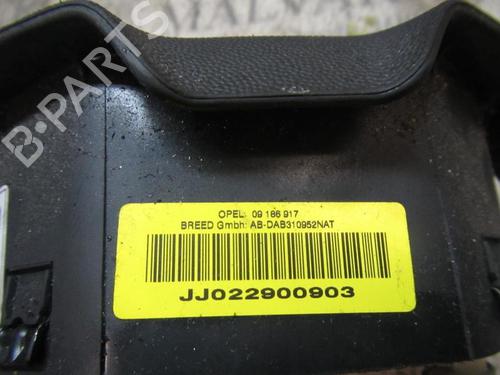 B-PARTS
OPEL: 09 186 917
BREED Gmbh: AB-DAB310952NAT
JJ022900903